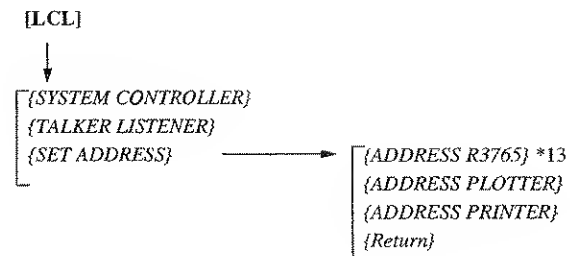 [LCL]
{SYSTEM CONTROLLER}
{TALKER LISTENER}
{SET ADDRESS}
{ADDRESS R3765} *13
{ADDRESS PLOTTER}
{ADDRESS PRINTER}
{Return}